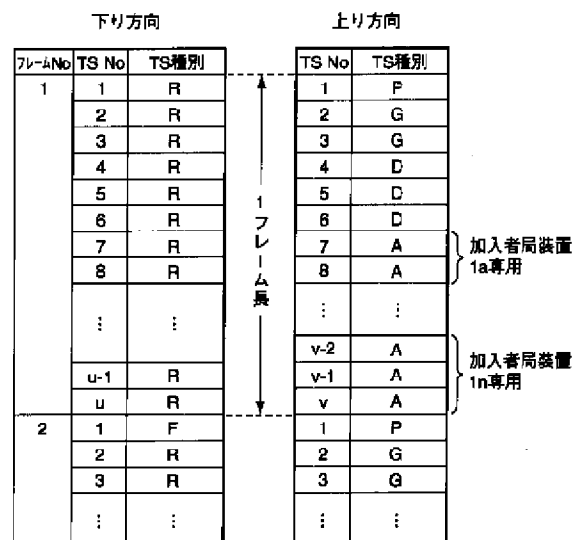 下り方向 上り方向
フレームNo TS No TS種別 TS No TS種別
1 1 R 1 P
2 R 2 G
3 R 3 G
4 R 4 D
5 R 5 D
6 R 6 D
7 R 7 A
8 R 8 A
⋮ ⋮ ⋮ ⋮
v-2 A
u-1 R v-1 A
u R v A
2 1 F 1 P
2 R 2 G
3 R 3 G
⋮ ⋮ ⋮ ⋮
1フレーム長
加入者局装置
1a専用
加入者局装置
1n専用